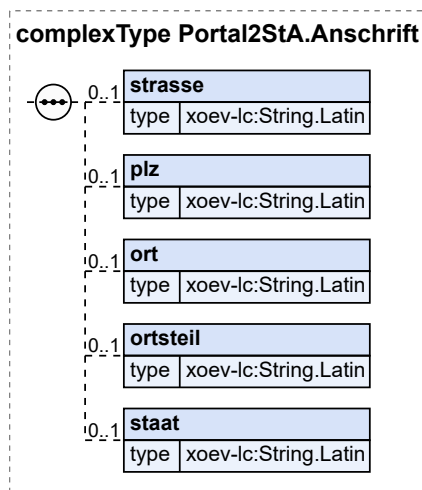 complexType Portal2StA.Anschrift
0..1 strasse
type xoev-lc:String.Latin
0..1 plz
type xoev-lc:String.Latin
0..1 ort
type xoev-lc:String.Latin
0..1 ortsteil
type xoev-lc:String.Latin
0..1 staat
type xoev-lc:String.Latin